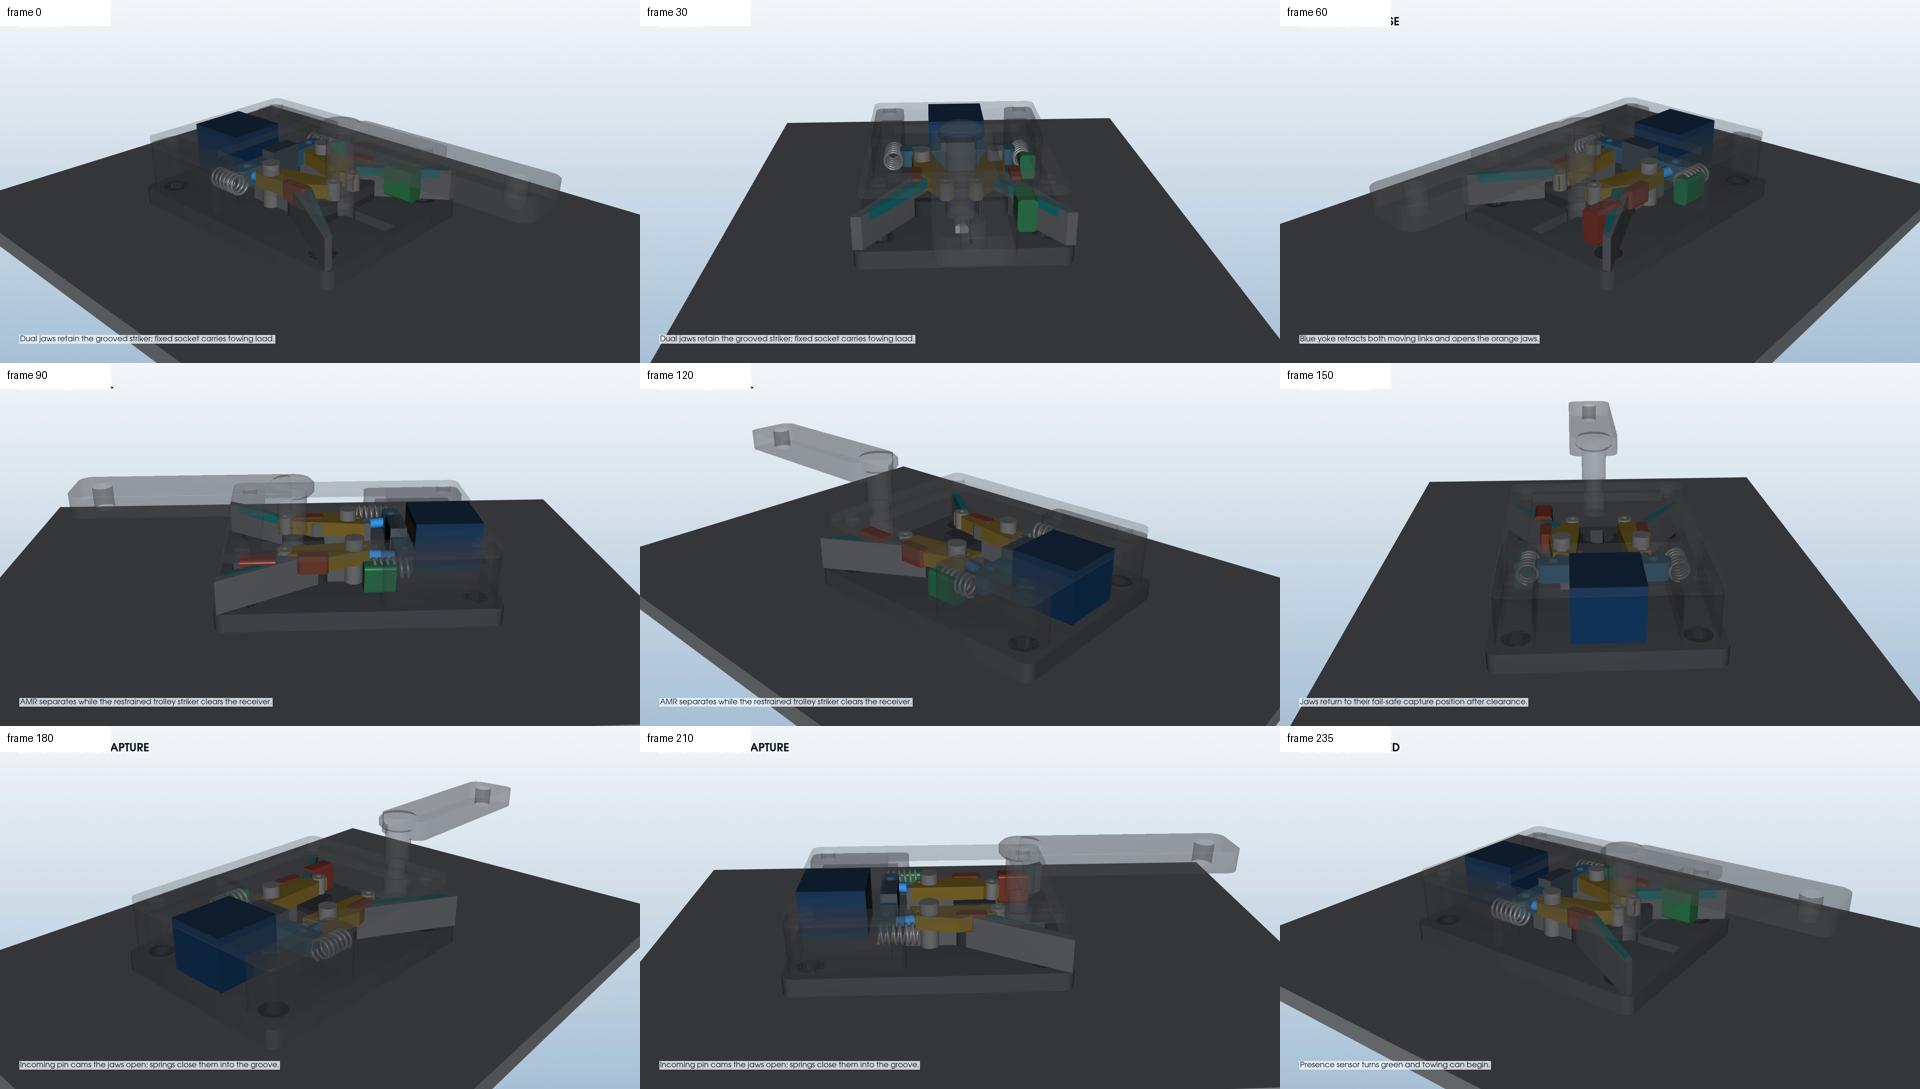 frame 0
frame 30
frame 60
SE
Dual jaws retain the grooved striker; fixed socket carries towing load.
Dual jaws retain the grooved striker; fixed socket carries towing load.
Blue yoke retracts both moving links and opens the orange jaws.
frame 90
frame 120
frame 150
AMR separates while the restrained trolley striker clears the receiver.
AMR separates while the restrained trolley striker clears the receiver.
Jaws return to their fail-safe capture position after clearance.
frame 180
APTURE
frame 210
APTURE
frame 235
D
Incoming pin cams the jaws open; springs close them into the groove.
Incoming pin cams the jaws open; springs close them into the groove.
Presence sensor turns green and towing can begin.